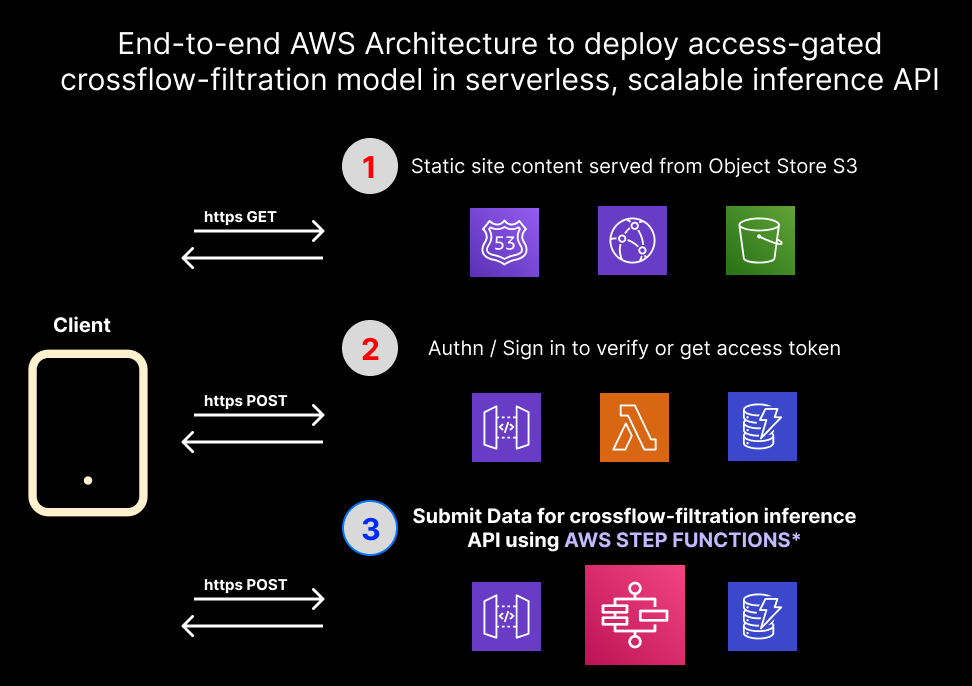 End-to-end AWS Architecture to deploy access-gated
crossflow-filtration model in serverless, scalable inference API
1
Static site content served from Object Store S3
https GET
53
Client
2
Authn / Sign in to verify or get access token
https POST
</>
3
Submit Data for crossflow-filtration inference
API using AWS STEP FUNCTIONS*
https POST
</>